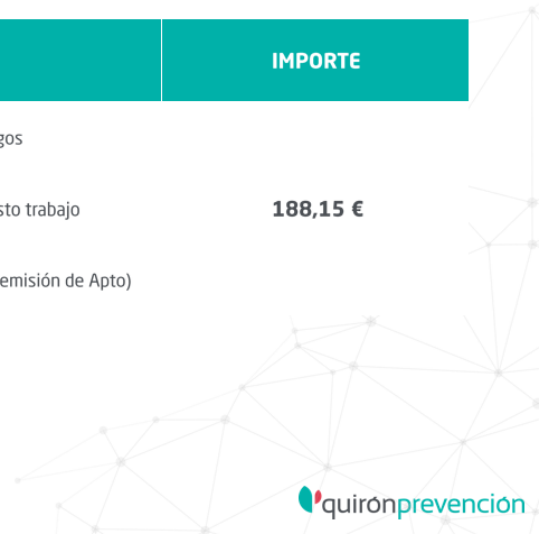 IMPORTE
gos
sto trabajo
188,15 €
emisión de Apto)
quirónprevención